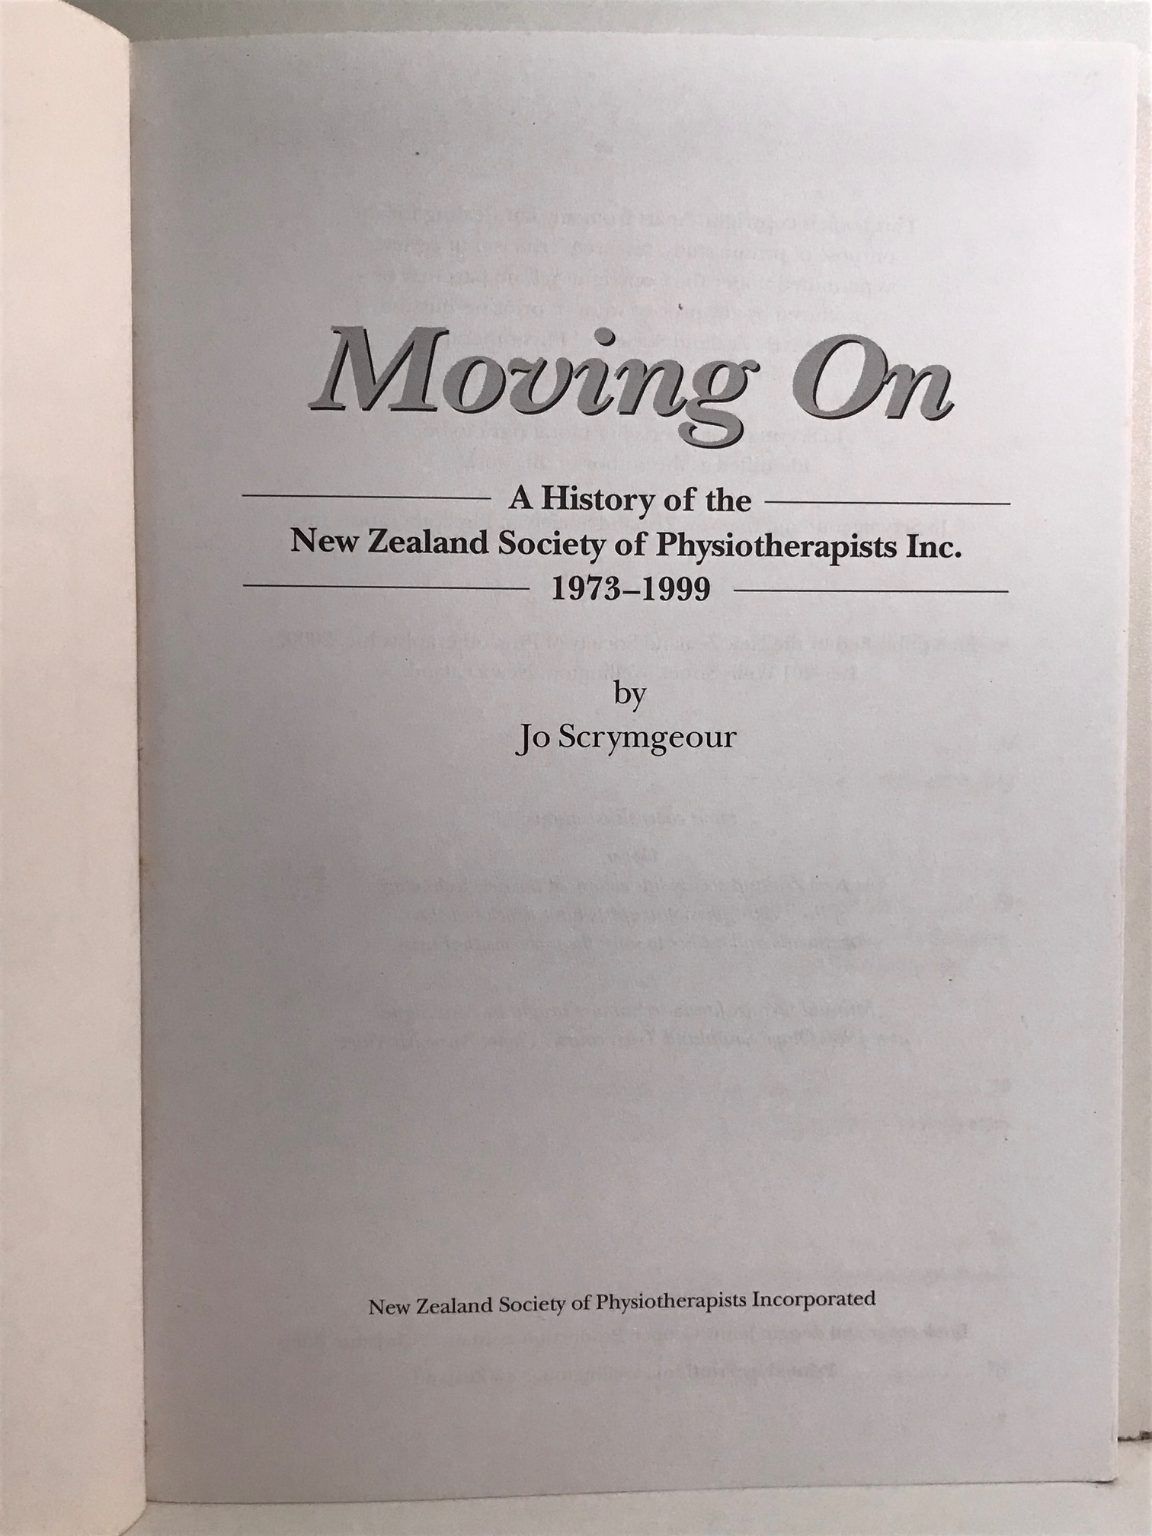 Moving On
A History of the
New Zealand Society of Physiotherapists Inc.
1973–1999
by
Jo Scrymgeour
New Zealand Society of Physiotherapists Incorporated